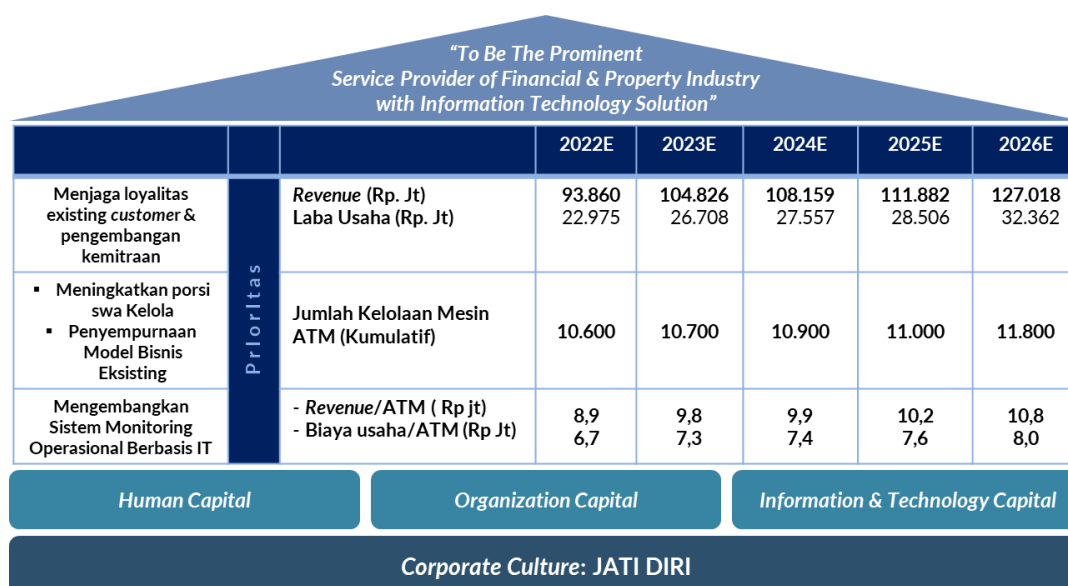 “To Be The Prominent
Service Provider of Financial & Property Industry
with Information Technology Solution”
2022E 2023E 2024E 2025E 2026E
Menjaga loyalitas
existing customer &
pengembangan
kemitraan
PrIorItas
Revenue (Rp. Jt) 93.860 104.826 108.159 111.882 127.018
Laba Usaha (Rp. Jt) 22.975 26.708 27.557 28.506 32.362
▪ Meningkatkan porsi
swa Kelola
▪ Penyempurnaan
Model Bisnis
Eksisting
Jumlah Kelolaan Mesin
ATM (Kumulatif) 10.600 10.700 10.900 11.000 11.800
Mengembangkan
Sistem Monitoring
Operasional Berbasis IT
- Revenue/ATM ( Rp jt) 8,9 9,8 9,9 10,2 10,8
- Biaya usaha/ATM (Rp Jt) 6,7 7,3 7,4 7,6 8,0
Human Capital Organization Capital Information & Technology Capital
Corporate Culture: JATI DIRI